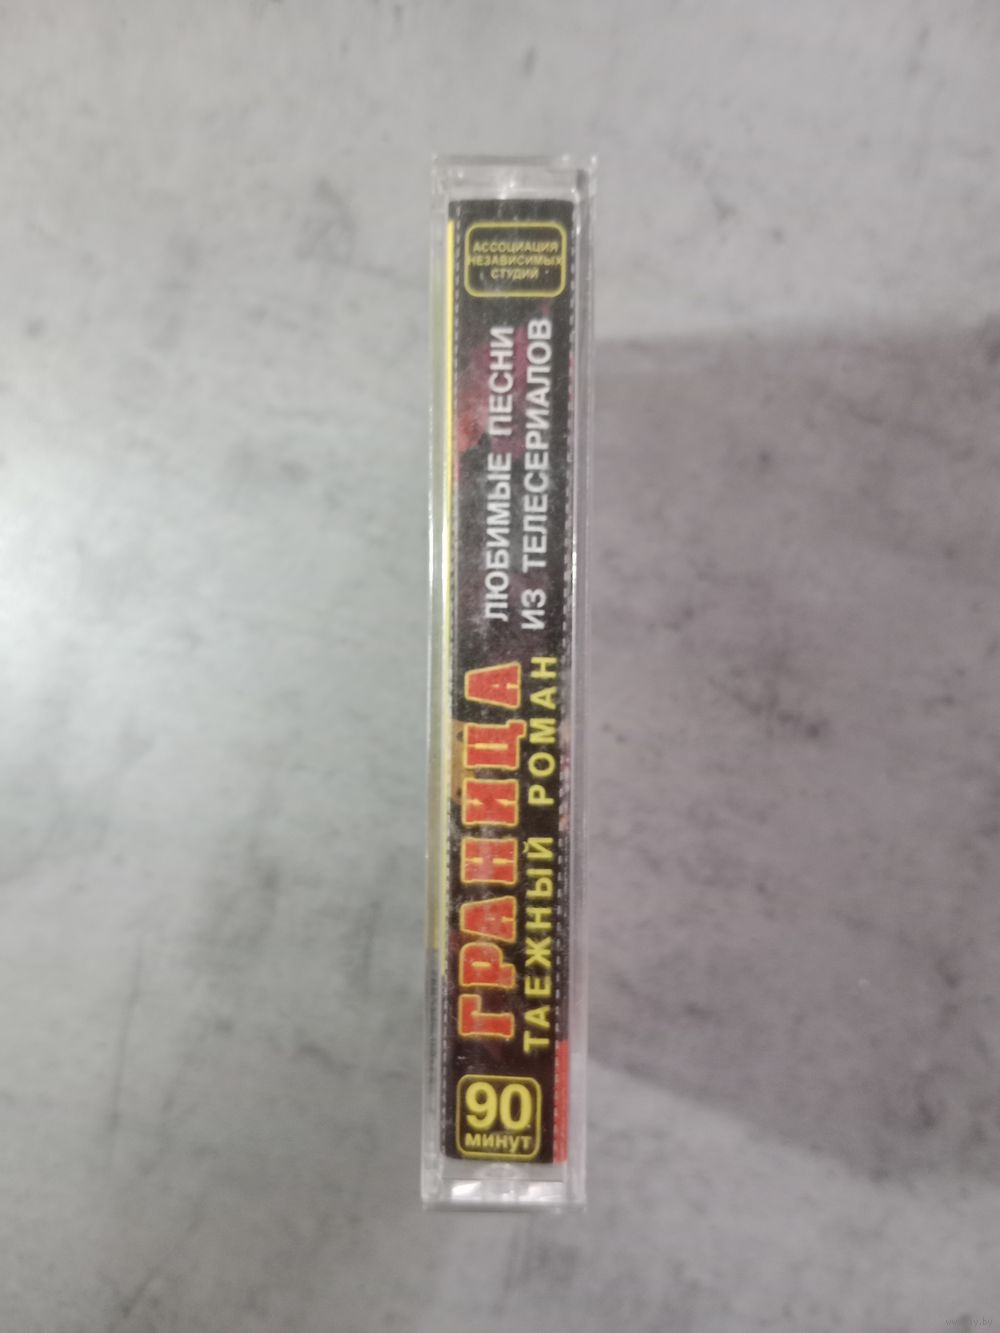 АССОЦИАЦИЯ
НЕЗАВИСИМЫХ
СТУДИЙ
ЛЮБИМЫЕ ПЕСНИ
ИЗ ТЕЛЕСЕРИАЛОВ
ГРАНИЦА
ТАЕЖНЫЙ РОМАН
90
МИНУТ